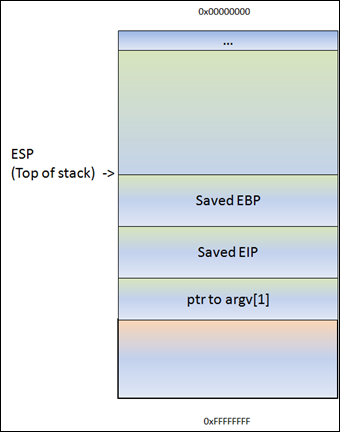 0x00000000
...
ESP
(Top of stack) ->
Saved EBP
Saved EIP
ptr to argv[1]
0xFFFFFFFF